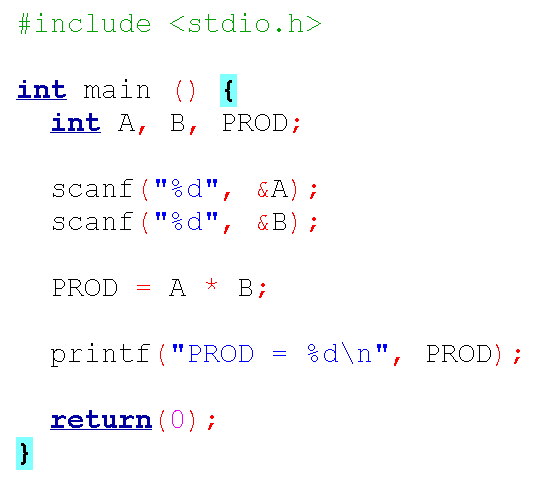 #include <stdio.h>
int main () {
  int A, B, PROD;
  scanf("%d", &A);
  scanf("%d", &B);
  PROD = A * B;
  printf("PROD = %d\n", PROD);
  return(0);
}